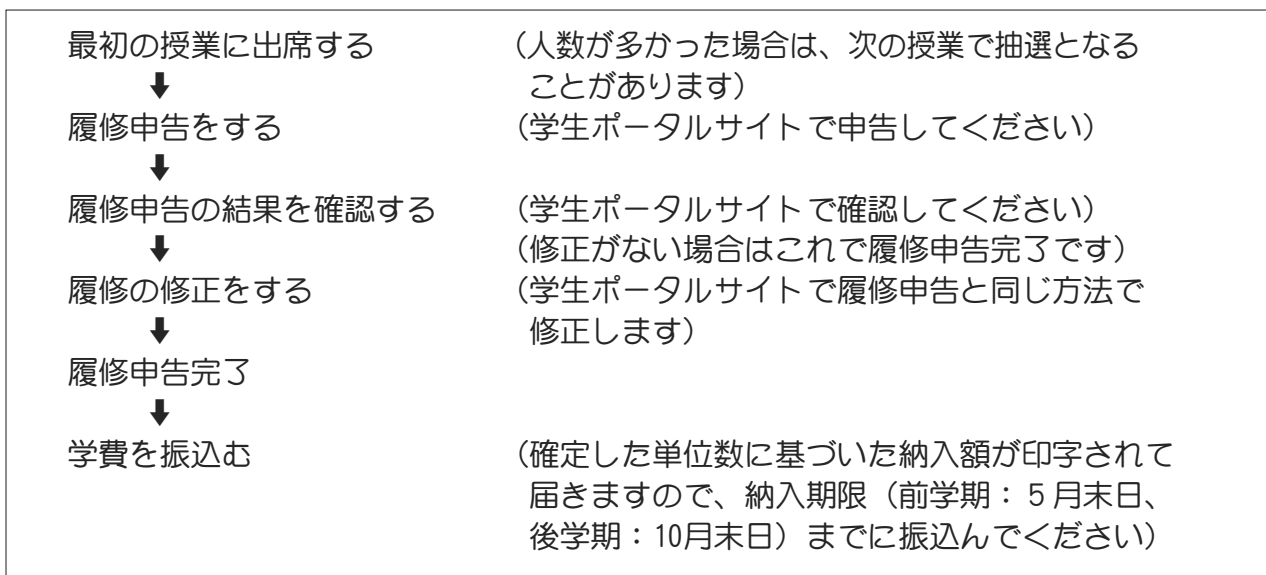 最初の授業に出席する （人数が多かった場合は、次の授業で抽選となる
⬇ ことがあります）
履修申告をする （学生ポータルサイトで申告してください）
⬇
履修申告の結果を確認する （学生ポータルサイトで確認してください）
⬇ （修正がない場合はこれで履修申告完了です）
履修の修正をする （学生ポータルサイトで履修申告と同じ方法で
⬇ 修正します）
履修申告完了
⬇
学費を振込む （確定した単位数に基づいた納入額が印字されて
届きますので、納入期限（前学期：５月末日、
後学期：10月末日）までに振込んでください）